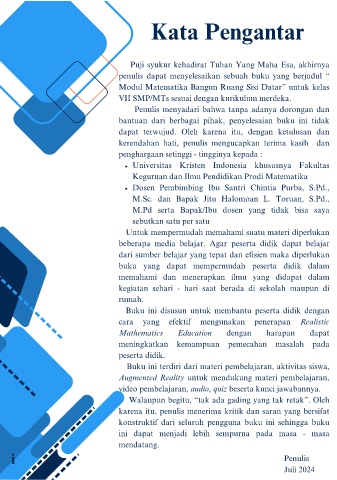 Kata Pengantar
Puji syukur kehadirat Tuhan Yang Maha Esa, akhirnya
penulis dapat menyelesaikan sebuah buku yang berjudul “
Modul Matematika Bangun Ruang Sisi Datar” untuk kelas
VII SMP/MTs sesuai dengan kurikulum merdeka.
Penulis menyadari bahwa tanpa adanya dorongan dan
bantuan dari berbagai pihak, penyelesaian buku ini tidak
dapat terwujud. Oleh karena itu, dengan ketulusan dan
kerendahan hati, penulis mengucapkan terima kasih dan
penghargaan setinggi - tingginya kepada :
• Universitas Kristen Indonesia khususnya Fakultas
Keguruan dan Ilmu Pendidikan Prodi Matematika
• Dosen Pembimbing Ibu Santri Chintia Purba, S.Pd.,
M.Sc. dan Bapak Jitu Halomoan L. Toruan, S.Pd.,
M.Pd serta Bapak/Ibu dosen yang tidak bisa saya
sebutkan satu per satu
Untuk mempermudah memahami suatu materi diperlukan
beberapa media belajar. Agar peserta didik dapat belajar
dari sumber belajar yang tepat dan efisien maka diperlukan
buku yang dapat mempermudah peserta didik dalam
memahami dan menerapkan ilmu yang didapat dalam
kegiatan sehari - hari saat berada di sekolah maupun di
rumah.
Buku ini disusun untuk membantu peserta didik dengan
cara yang efektif mengunakan penerapan Realistic
Mathematics Education dengan harapan dapat
meningkatkan kemampuan pemecahan masalah pada
peserta didik.
Buku ini terdiri dari materi pembelajaran, aktivitas siswa,
Augmented Reality untuk mendukung materi pembelajaran,
video pembelajaran, audio, quiz beserta kunci jawabannya.
Walaupun begitu, “tak ada gading yang tak retak”. Oleh
karena itu, penulis menerima kritik dan saran yang bersifat
konstruktif dari seluruh pengguna buku ini sehingga buku
ini dapat menjadi lebih sempurna pada masa - masa
mendatang.
Penulis
Juli 2024
i